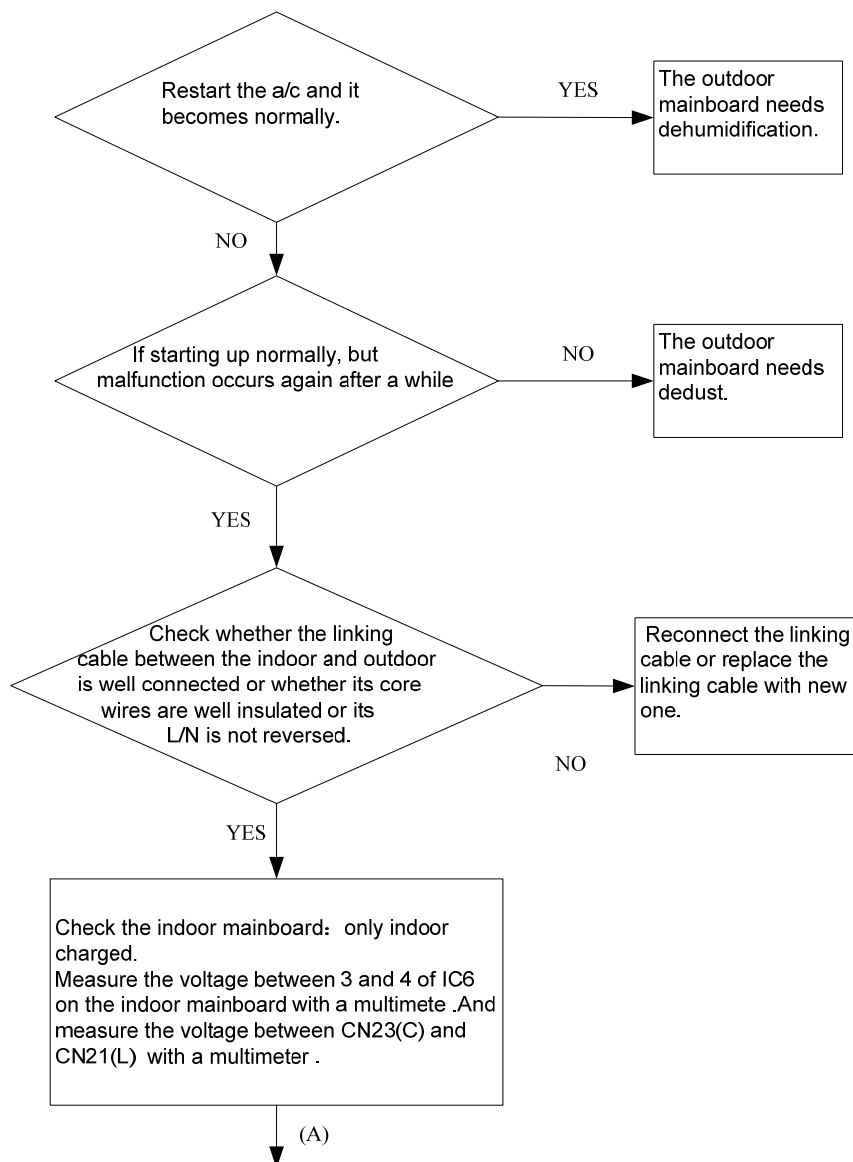 Restart the a/c and it
becomes normally.
YES
The outdoor
mainboard needs
dehumidification.
NO
If starting up normally, but
malfunction occurs again after a while
NO
The outdoor
mainboard needs
dedust.
YES
Check whether the linking
cable between the indoor and outdoor
is well connected or whether its core
wires are well insulated or its
L/N is not reversed.
NO
Reconnect the linking
cable or replace the
linking cable with new
one.
YES
Check the indoor mainboard：only indoor
charged.
Measure the voltage between 3 and 4 of IC6
on the indoor mainboard with a multimete .And
measure the voltage between CN23(C) and
CN21(L) with a multimeter .
(A)